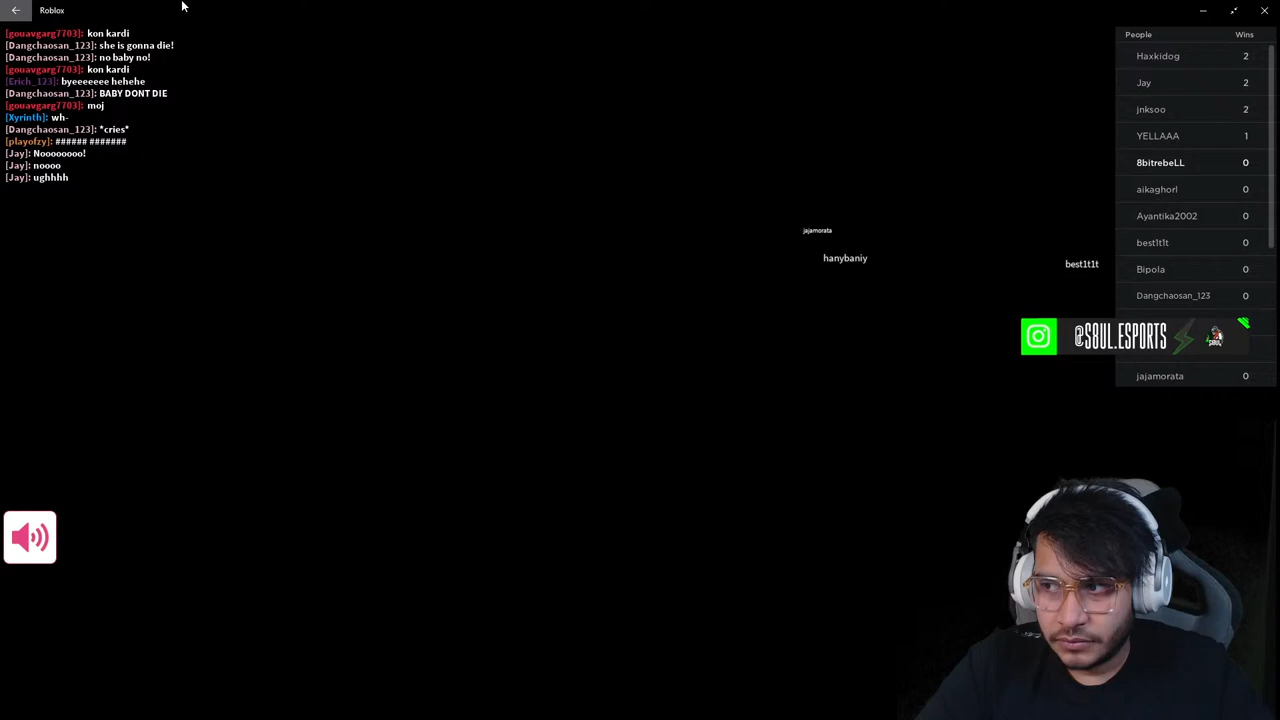 Roblox
[gouavgarg7703]: kon kardi
[Dangchaosan_123]: she is gonna die!
[Dangchaosan_123]: no baby no!
[gouavgarg7703]: kon kardi
[Erich_123]: byeeeeeee hehehe
[Dangchaosan_123]: BABY DONT DIE
[gouavgarg7703]: moj
[Xyrinth]: wh-
[Dangchaosan_123]: *cries*
[playofzy]: ###### #######
[Jay]: Noooooooo!
[Jay]: noooo
[Jay]: ughhhh
jajamorata
hanybaniy
best1t1t
People Wins
Haxkidog 2
Jay 2
jnksoo 2
YELLAAA 1
8bitrebeLL 0
aikaghorl 0
Ayantika2002 0
best1t1t 0
Bipola 0
Dangchaosan_123 0
@S8UL.ESPORTS
jajamorata 0